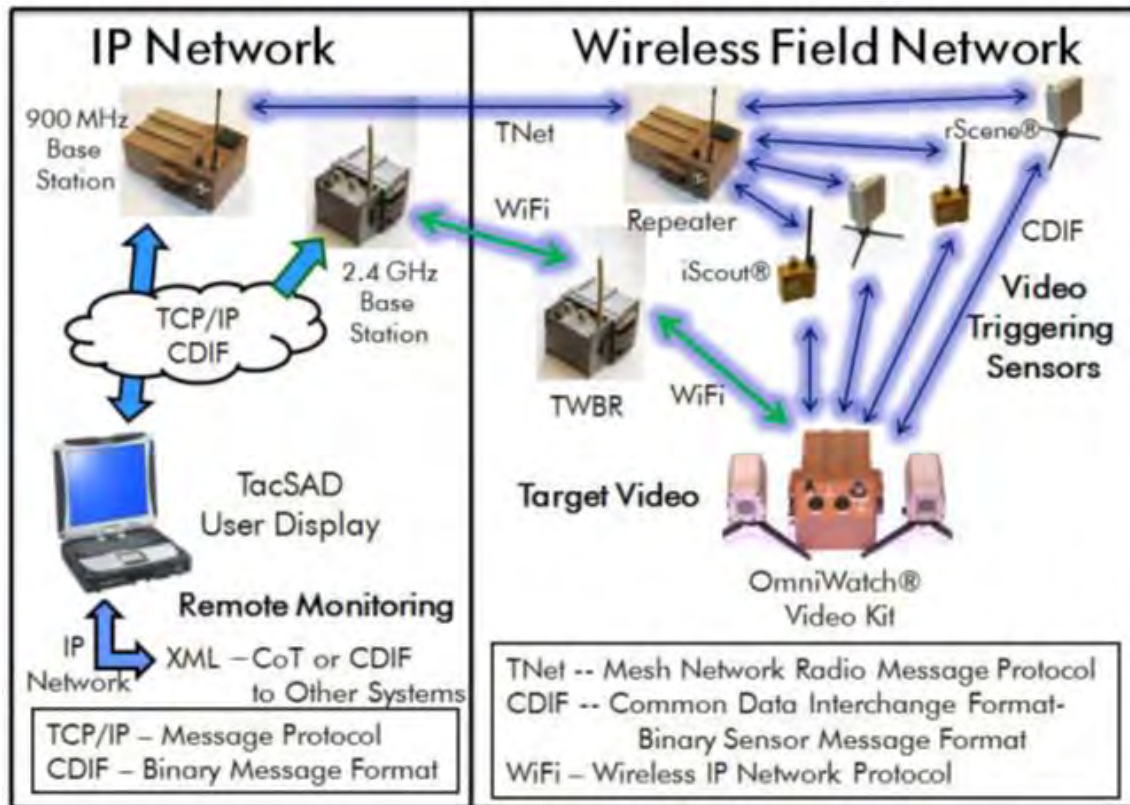 IP Network
900 MHz
Base
Station
2.4 GHz
Base
Station
TCP/IP
CDIF
TacSAD
User Display
Remote Monitoring
IP
Network
XML – CoT or CDIF
to Other Systems
TCP/IP – Message Protocol
CDIF – Binary Message Format
Wireless Field Network
TNet
WiFi
Repeater
rScene®
iScout®
CDIF
Video
Triggering
Sensors
TWBR
WiFi
Target Video
OmniWatch®
Video Kit
TNet -- Mesh Network Radio Message Protocol
CDIF -- Common Data Interchange Format-
Binary Sensor Message Format
WiFi – Wireless IP Network Protocol